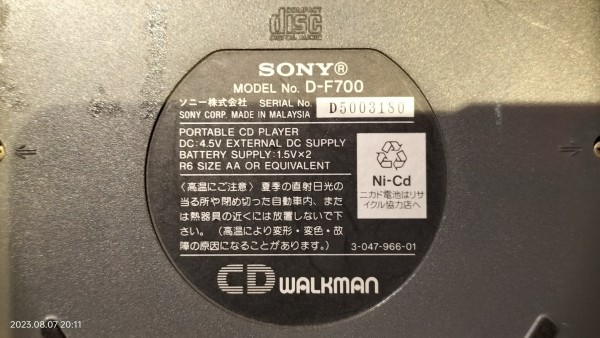 COMPACT
disc
DIGITAL AUDIO
SONY®
MODEL No. D-F700
ソニー株式会社 SERIAL No. D5003180
SONY CORP. MADE IN MALAYSIA
PORTABLE CD PLAYER
DC:4.5V EXTERNAL DC SUPPLY
BATTERY SUPPLY:1.5V×2
R6 SIZE AA OR EQUIVALENT
Ni-Cd
ニカド電池はリサ
イクル協力店へ
〈高温にご注意〉夏季の直射日光の
当る所や閉め切った自動車内、また
は熱器具の近くには放置しないで下
さい。(高温により変形・変色・故
障の原因になることがあります。)
3-047-966-01
CD WALKMAN
2023.08.07 20:11